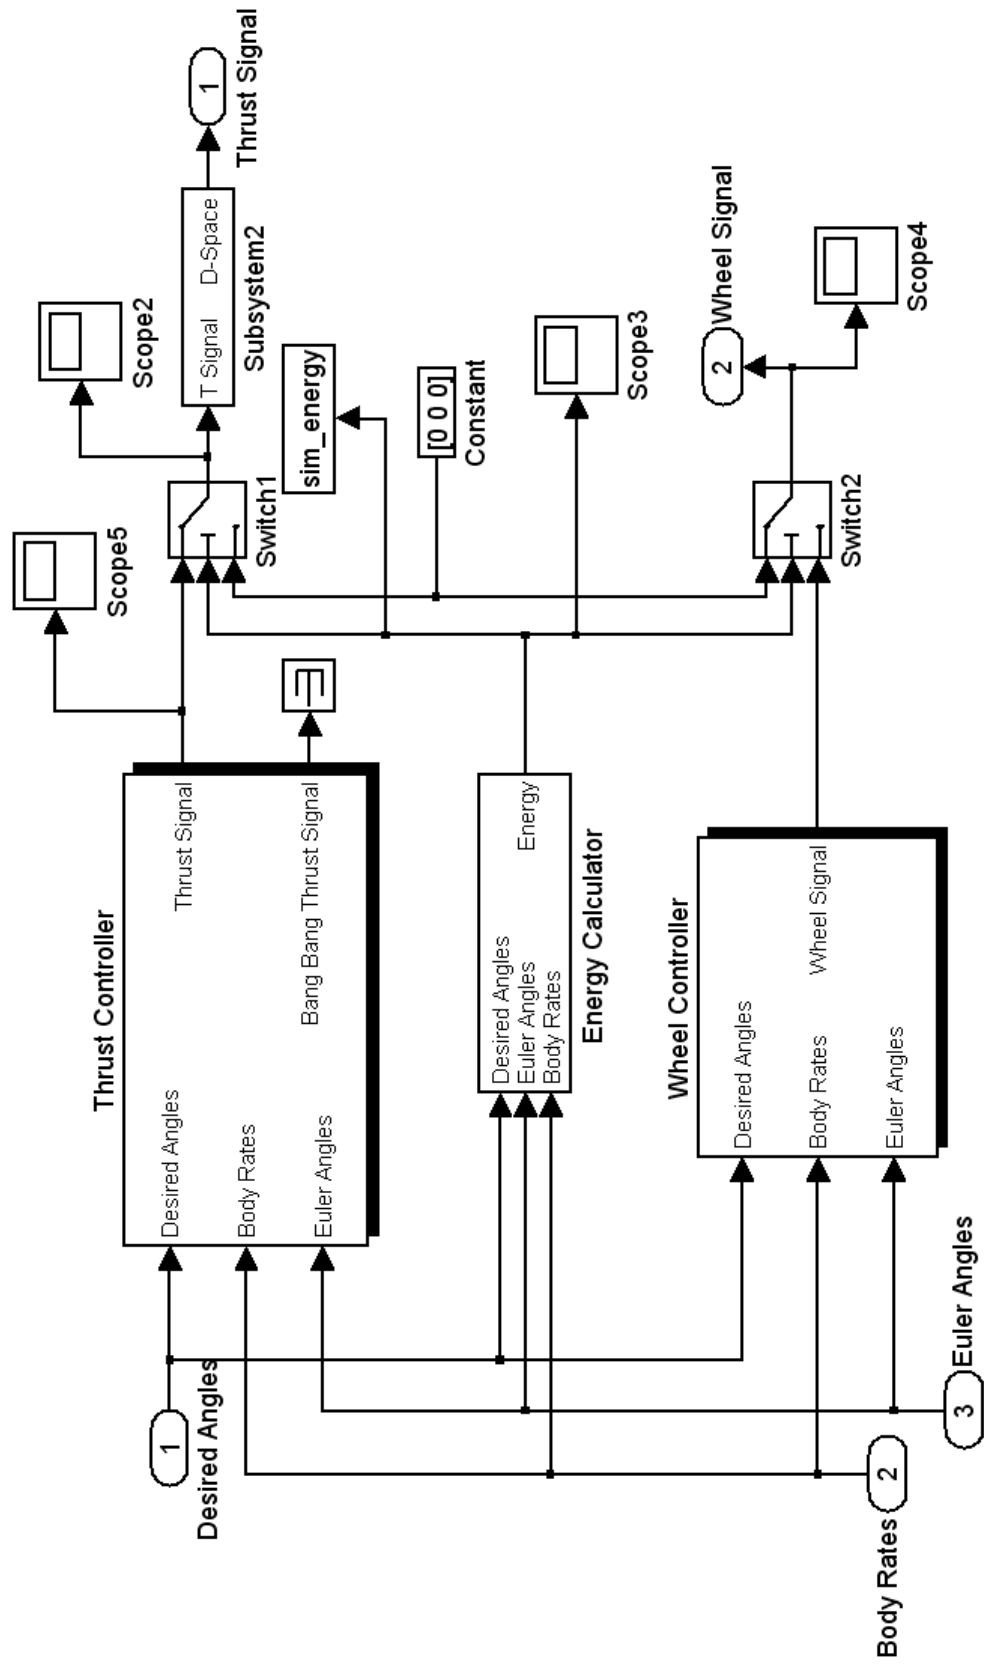 1
Desired Angles
Body Rates
2
3
Euler Angles
Thrust Controller
Desired Angles
Body Rates
Euler Angles
Thrust Signal
Bang Bang Thrust Signal
Desired Angles
Euler Angles
Body Rates
Energy
Energy Calculator
Wheel Controller
Desired Angles
Body Rates
Euler Angles
Wheel Signal
Scope5
Switch1
Scope2
T Signal D-Space
Subsystem2
1
Thrust Signal
sim_energy
[0 0 0]
Constant
Scope3
Switch2
2
Wheel Signal
Scope4